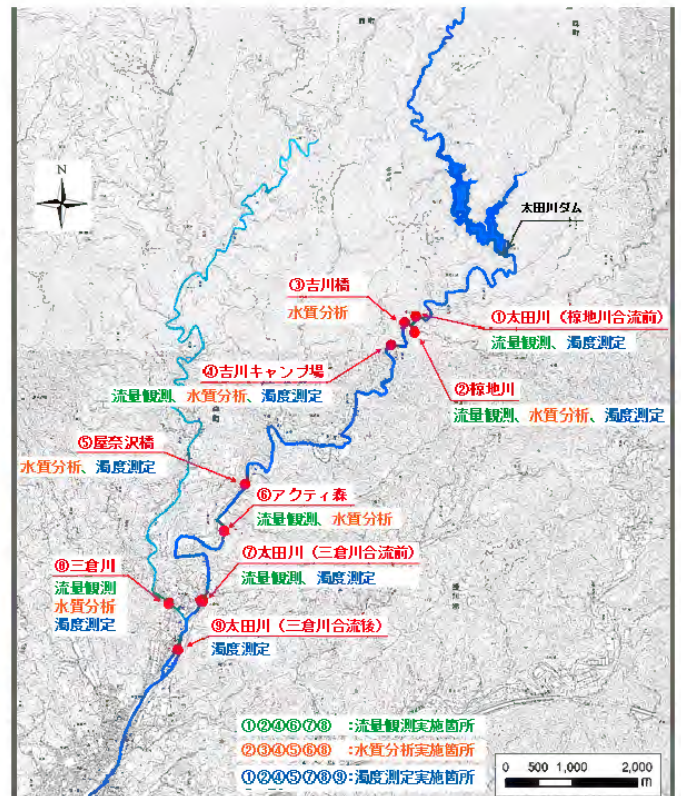 N
太田川ダム
③吉川橋
水質分析
①太田川（椋地川合流前）
流量観測、濁度測定
④吉川キャンプ場
流量観測、水質分析、濁度測定
②椋地川
流量観測、水質分析、濁度測定
⑤屋奈沢橋
水質分析、濁度測定
⑥アクティ森
流量観測、水質分析
⑦太田川（三倉川合流前）
流量観測、濁度測定
⑧三倉川
流量観測
水質分析
濁度測定
⑨太田川（三倉川合流後）
濁度測定
①②④⑥⑦⑧ ：流量観測実施箇所
②③④⑤⑥⑧ ：水質分析実施箇所
①②④⑤⑦⑧⑨ ：濁度測定実施箇所
0 500 1,000 2,000
m